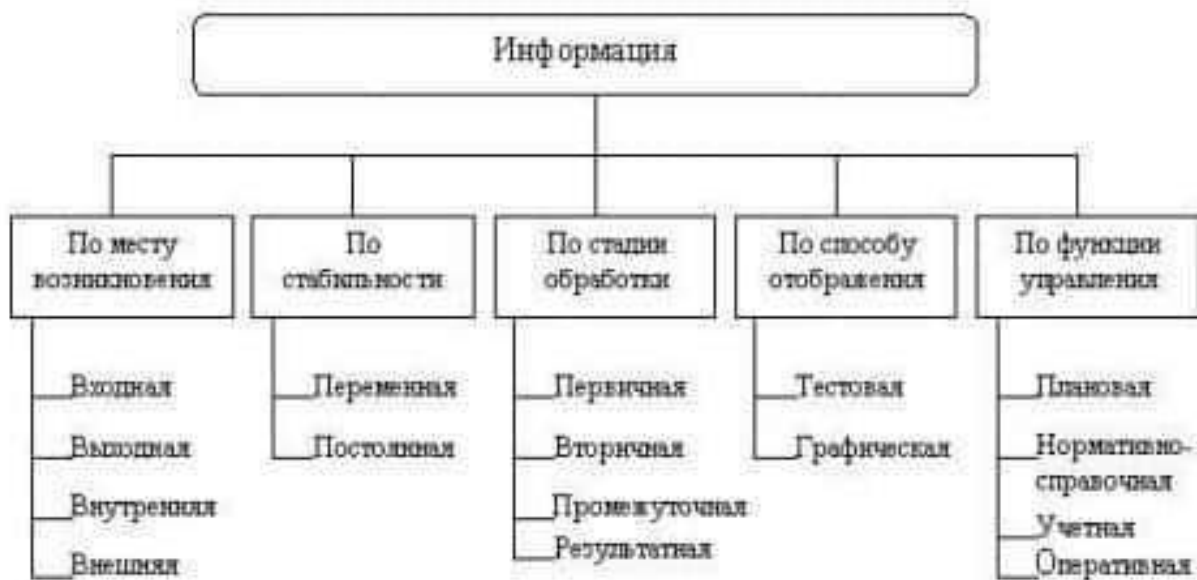 Информация
По месту
возникновения
По
стабильности
По стадии
обработки
По способу
отображения
По функции
управления
Входная
Выходная
Внутренняя
Внешняя
Переменная
Постоянная
Первичная
Вторичная
Промежуточная
Результатная
Тестовая
Графическая
Плановая
Нормативно-
справочная
Учетная
Оперативная